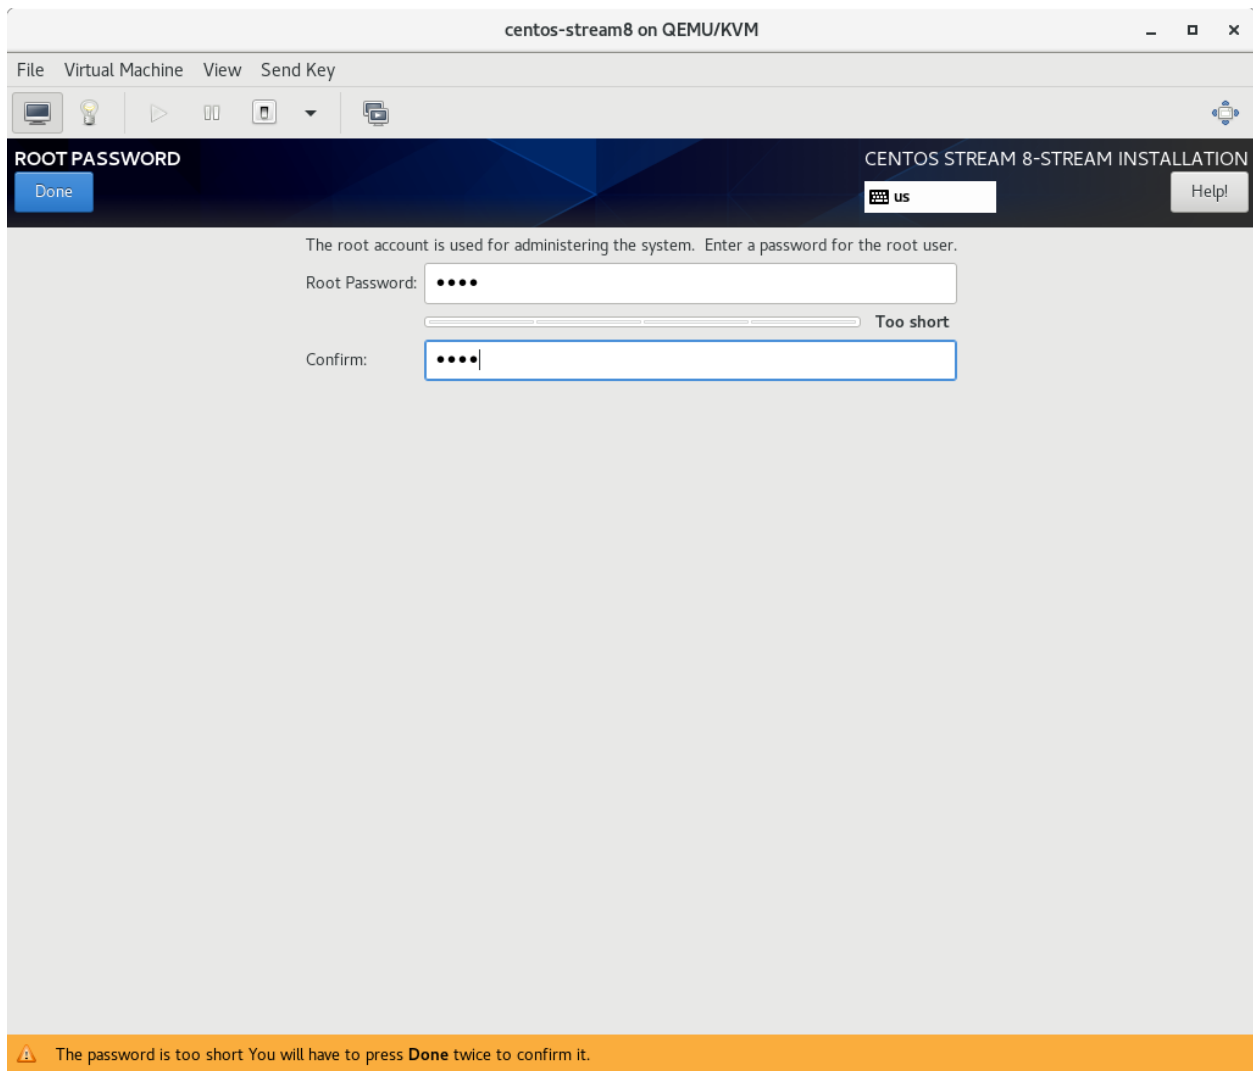 centos-stream8 on QEMU/KVM
File Virtual Machine View Send Key
ROOT PASSWORD
CENTOS STREAM 8-STREAM INSTALLATION
Done
us
Help!
The root account is used for administering the system.  Enter a password for the root user.
Root Password: ••••
Too short
Confirm: ••••
The password is too short You will have to press Done twice to confirm it.